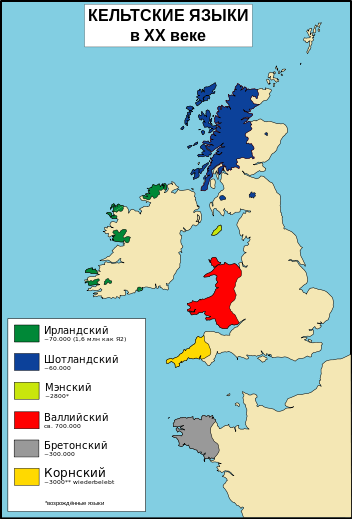 КЕЛЬТСКИЕ ЯЗЫКИ
в XX веке
Ирландский
~70.000 (1,6 млн как Я2)
Шотландский
~60.000
Мэнский
~2800*
Валлийский
ca. 700.000
Бретонский
~300.000
Корнский
~3000** wiederbelebt
*возрождённые языки